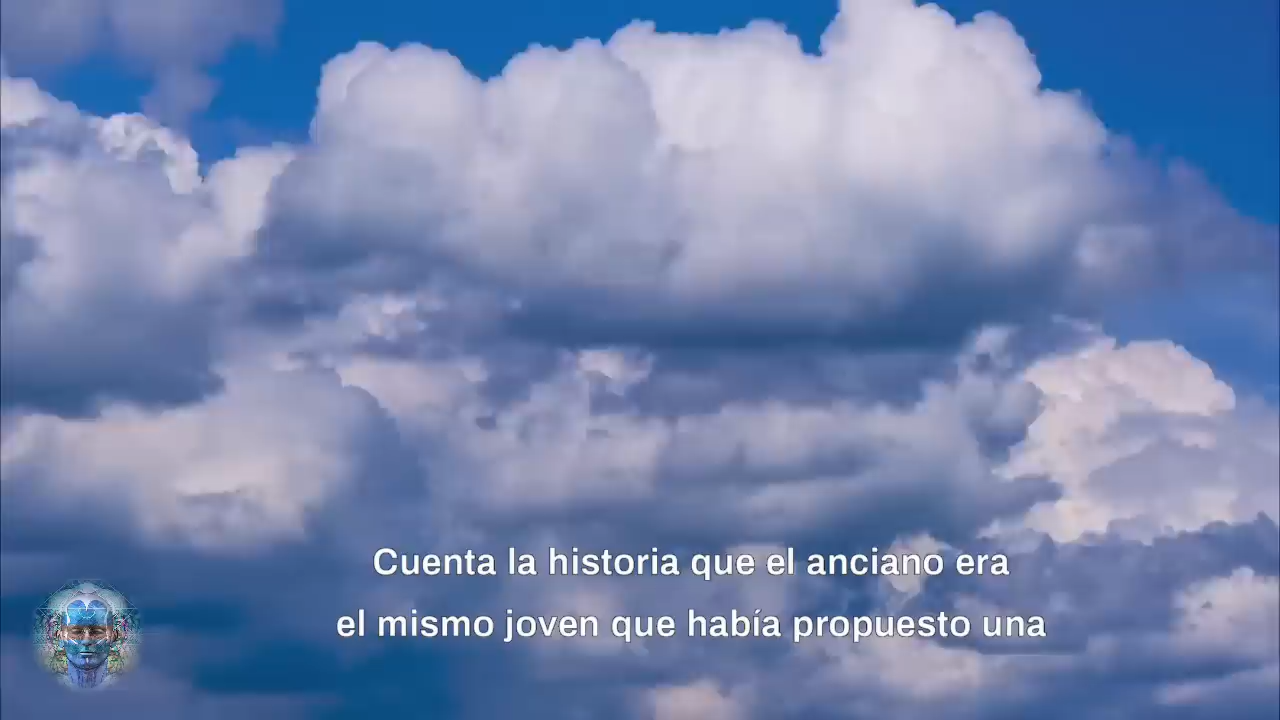 Cuenta la historia que el anciano era
el mismo joven que había propuesto una